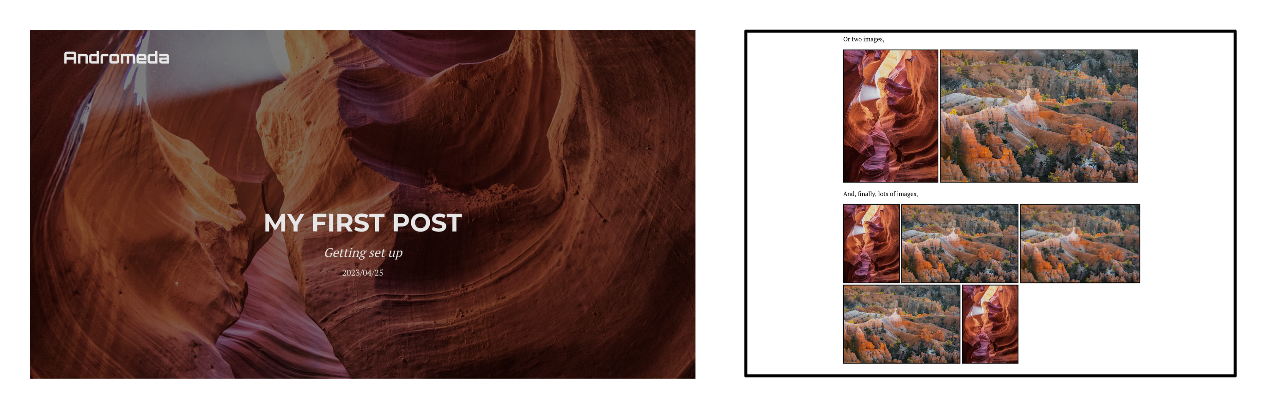 Andromeda
MY FIRST POST
Getting set up
2023/04/25
Or two images,
And, finally, lots of images,